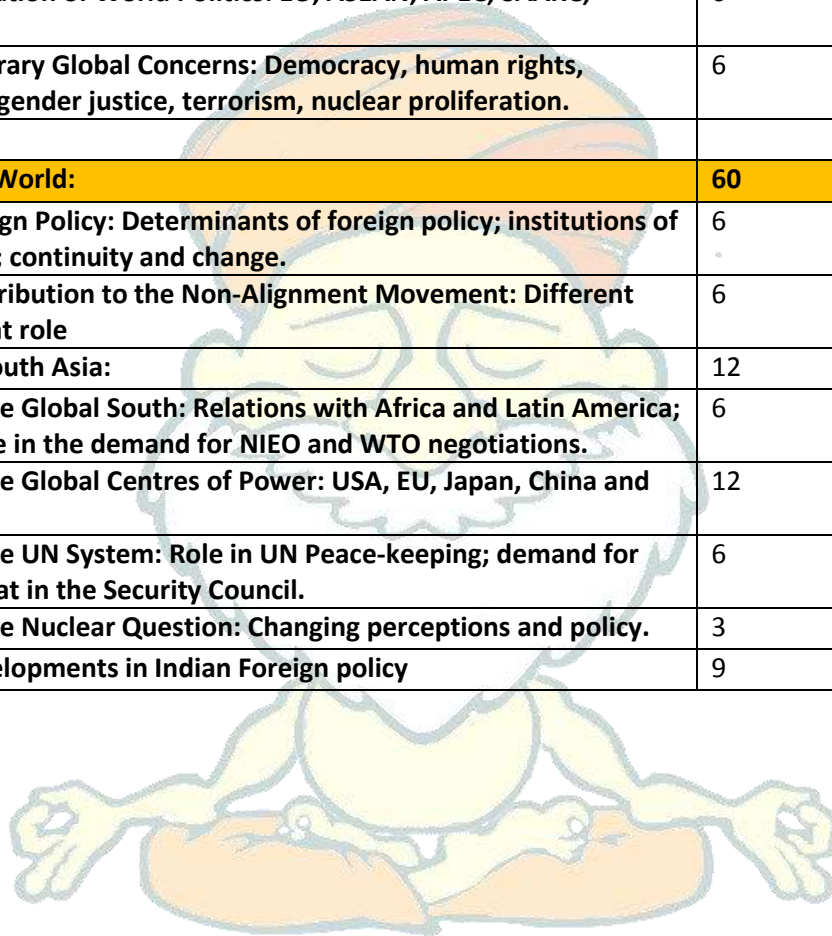 ation of World Politics: EU, ASEAN, APEC, SAARC,
rary Global Concerns: Democracy, human rights, 6
gender justice, terrorism, nuclear proliferation.
World: 60
gn Policy: Determinants of foreign policy; institutions of 6
; continuity and change.
ribution to the Non-Alignment Movement: Different 6
t role
outh Asia: 12
e Global South: Relations with Africa and Latin America; 6
e in the demand for NIEO and WTO negotiations.
e Global Centres of Power: USA, EU, Japan, China and 12
e UN System: Role in UN Peace-keeping; demand for 6
at in the Security Council.
e Nuclear Question: Changing perceptions and policy. 3
elopments in Indian Foreign policy 9